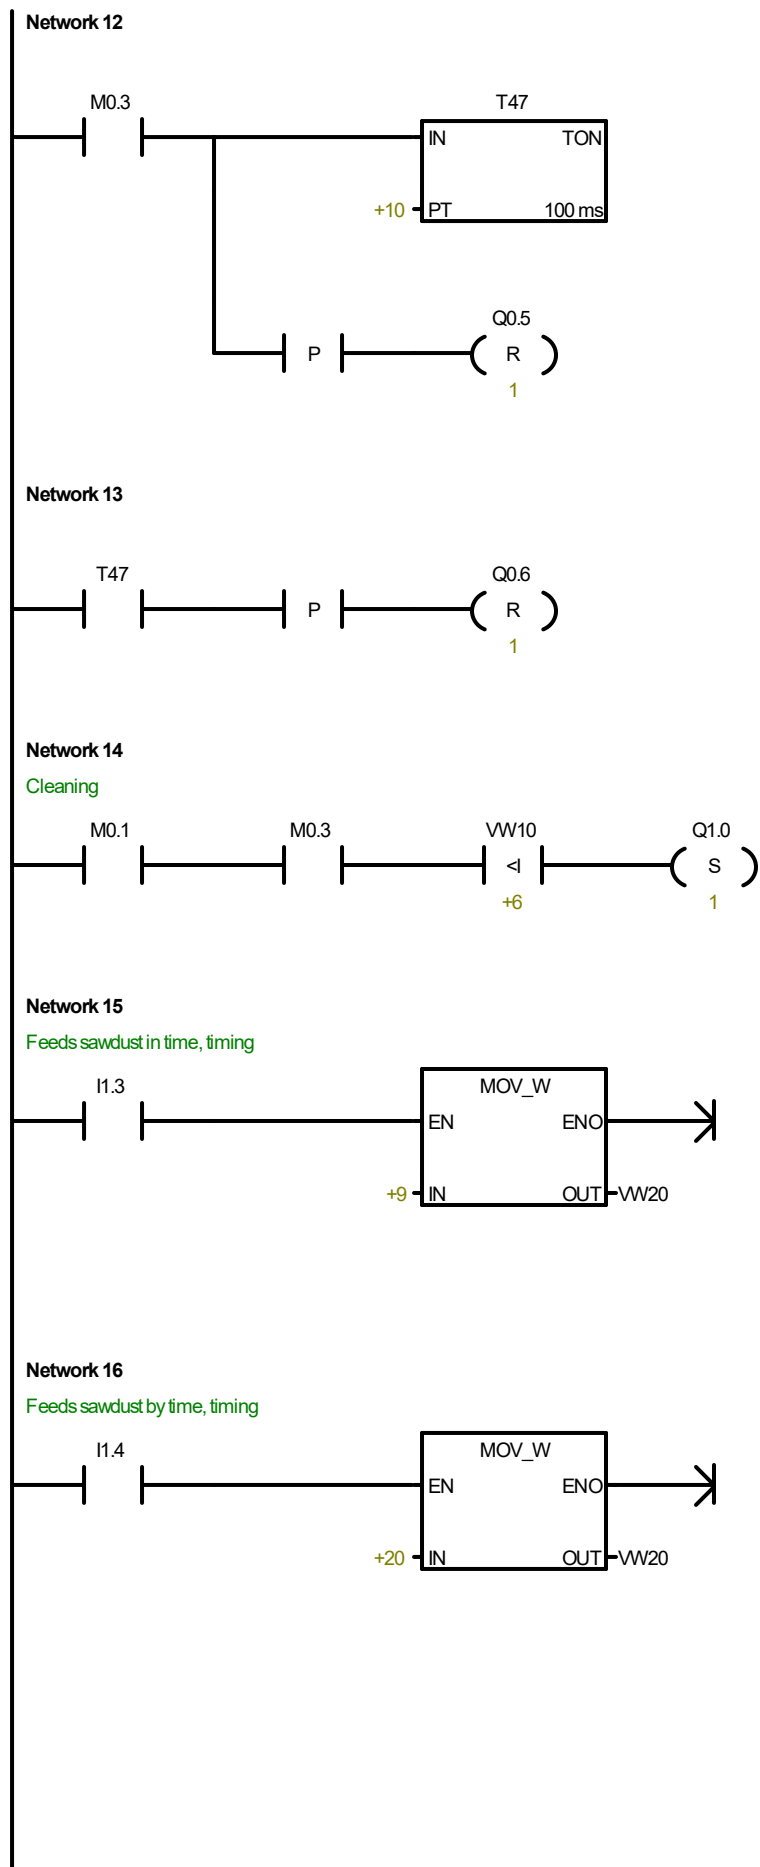 Network 12
M0.3 T47
IN TON
+10 PT 100 ms
Q0.5
P R
1
Network 13
T47 Q0.6
P R
1
Network 14
Cleaning
M0.1 M0.3 VW10 Q1.0
<I S
+6 1
Network 15
Feeds sawdust in time, timing
I1.3 MOV_W
EN ENO
+9 IN OUT VW20
Network 16
Feeds sawdust by time, timing
I1.4 MOV_W
EN ENO
+20 IN OUT VW20